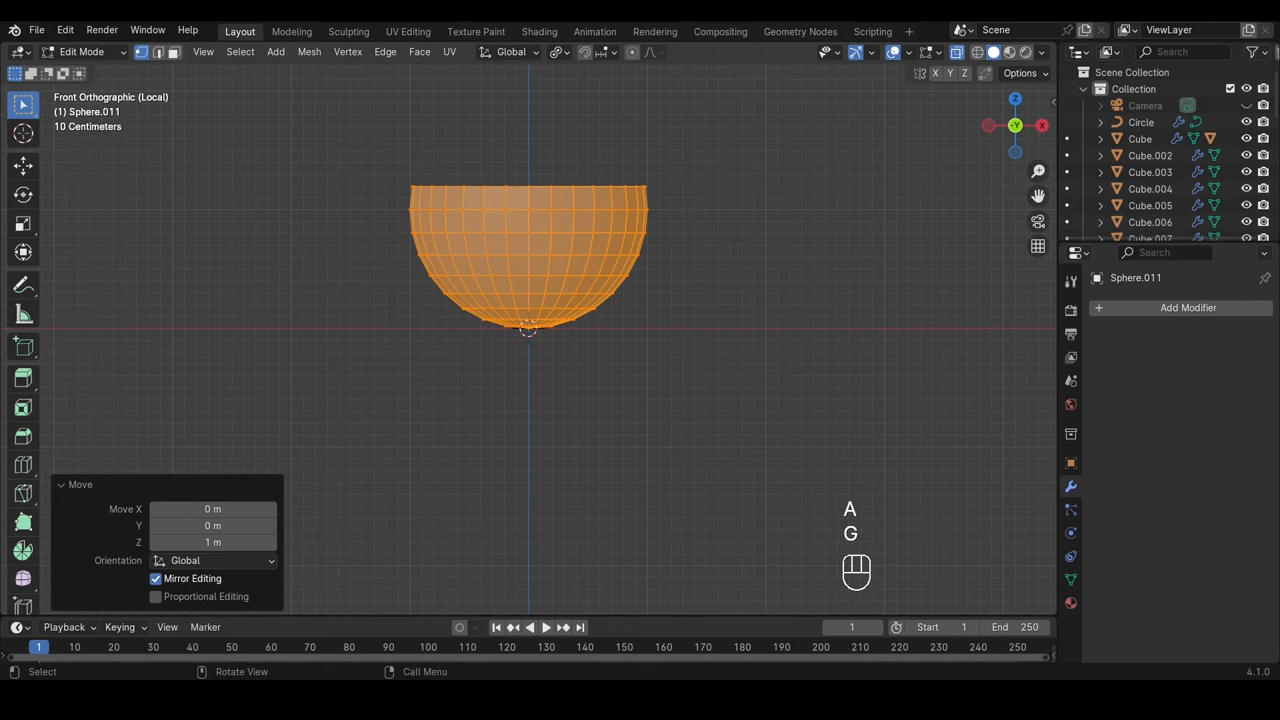 File Edit Render Window Help Layout Modeling Sculpting UV Editing Texture Paint Shading Animation Rendering Compositing Geometry Nodes Scripting + Scene ViewLayer
Edit Mode View Select Add Mesh Vertex Edge Face UV Global Search
X Y Z Options
Scene Collection
Collection
Camera
Circle
Cube
Cube.002
Cube.003
Cube.004
Cube.005
Cube.006
Cube.007
Front Orthographic (Local)
(1) Sphere.011
10 Centimeters
Z
-Y X
Search
Sphere.011
+ Add Modifier
Move
Move X 0 m
Y 0 m
Z 1 m
Orientation Global
Mirror Editing
Proportional Editing
A
G
Playback Keying View Marker 1 Start 1 End 250
1 10 20 30 40 50 60 70 80 90 100 110 120 130 140 150 160 170 180 190 200 210 220 230 240 250
Select Rotate View Call Menu 4.1.0